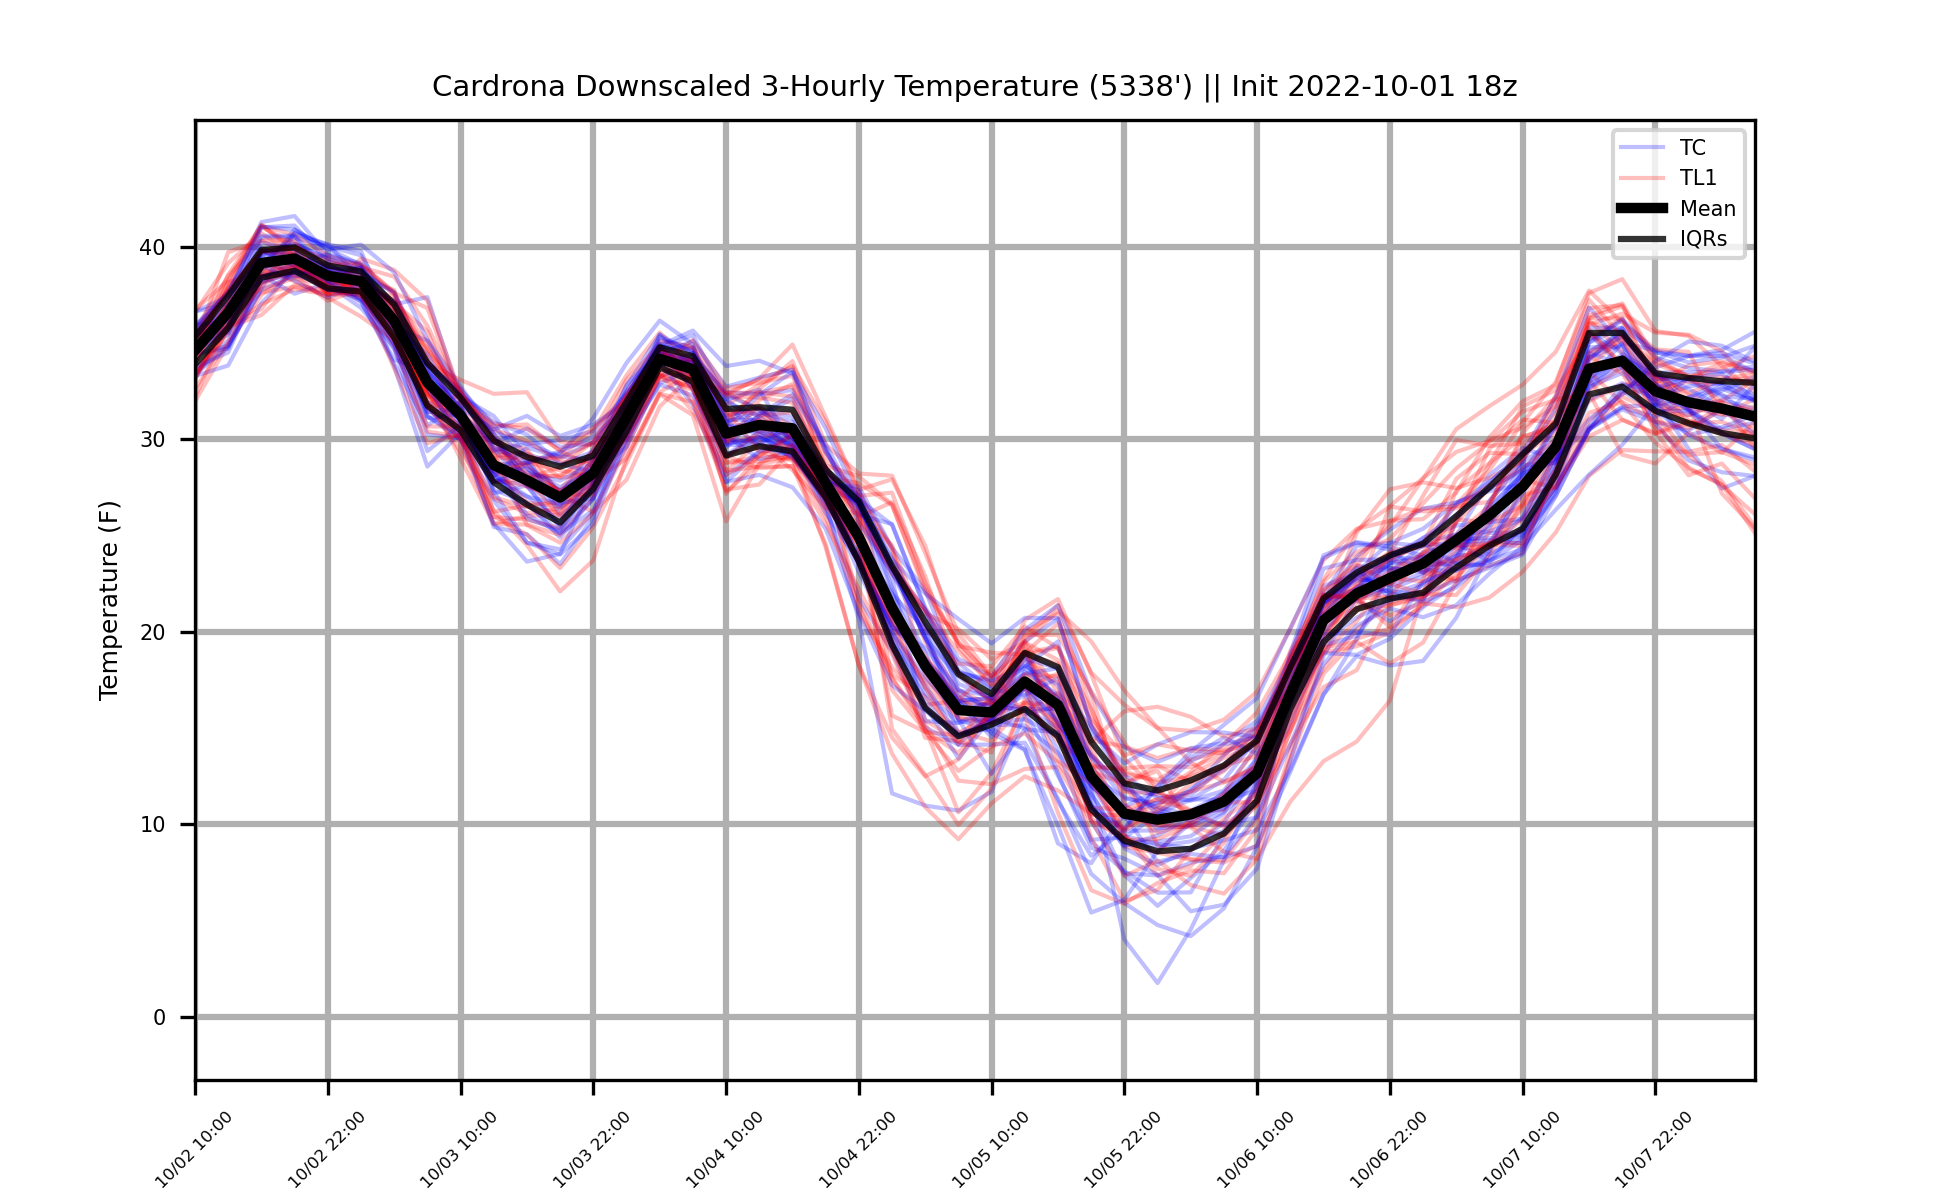 Cardrona Downscaled 3-Hourly Temperature (5338') || Init 2022-10-01 18z
TC
TL1
Mean
IQRs
Temperature (F)
40
30
20
10
0
10/02 10:00
10/02 22:00
10/03 10:00
10/03 22:00
10/04 10:00
10/04 22:00
10/05 10:00
10/05 22:00
10/06 10:00
10/06 22:00
10/07 10:00
10/07 22:00